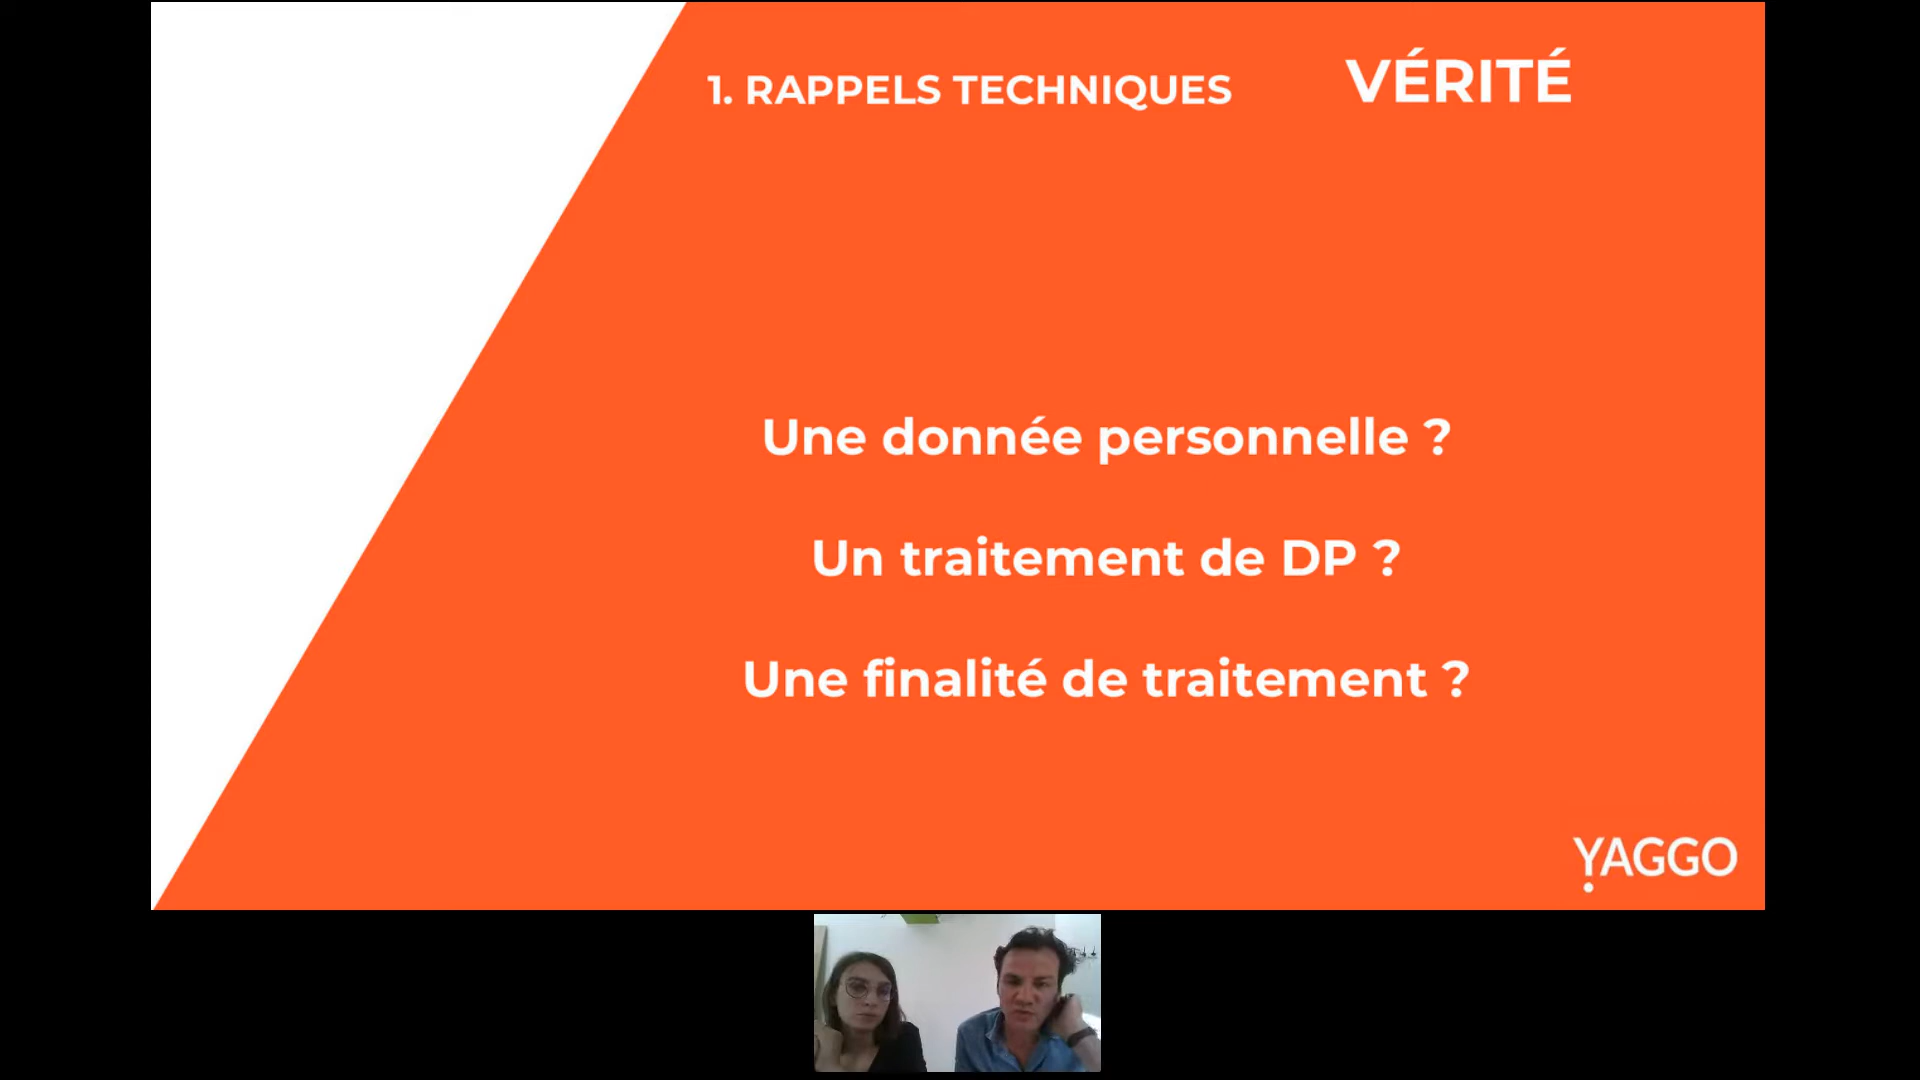 1. RAPPELS TECHNIQUES
VÉRITÉ
Une donnée personnelle ?
Un traitement de DP ?
Une finalité de traitement ?
YAGGO